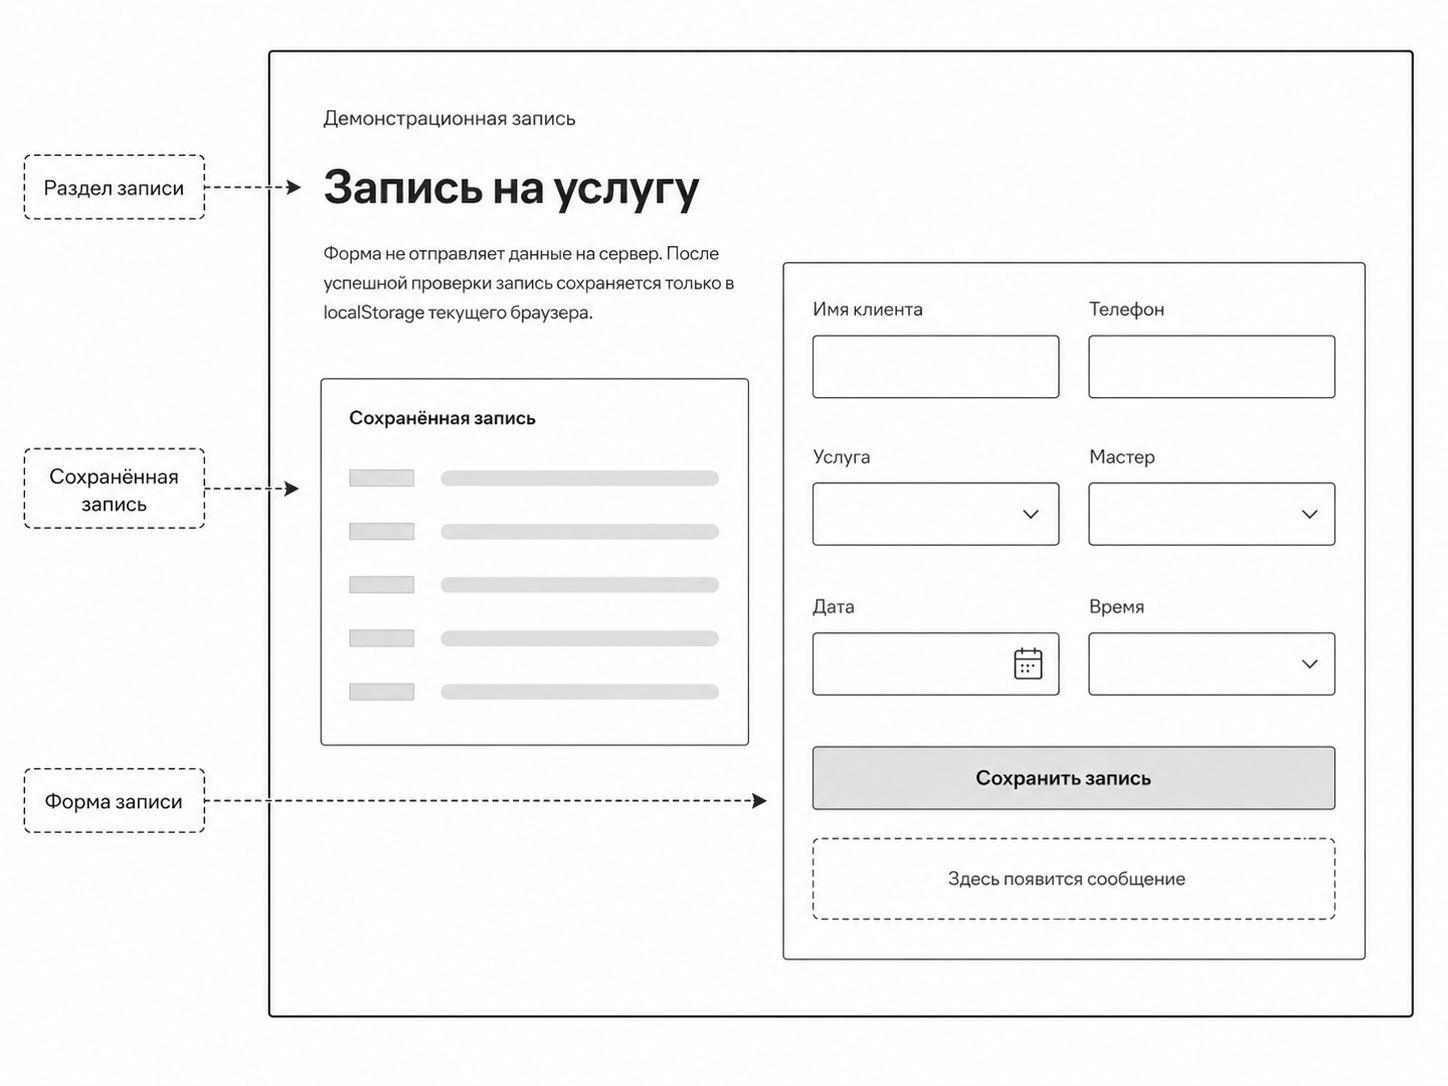 Демонстрационная запись
Раздел записи
Запись на услугу
Форма не отправляет данные на сервер. После
успешной проверки запись сохраняется только в
localStorage текущего браузера.
Сохранённая
запись
Сохранённая запись
Форма записи
Имя клиента
Телефон
Услуга
Мастер
Дата
Время
Сохранить запись
Здесь появится сообщение